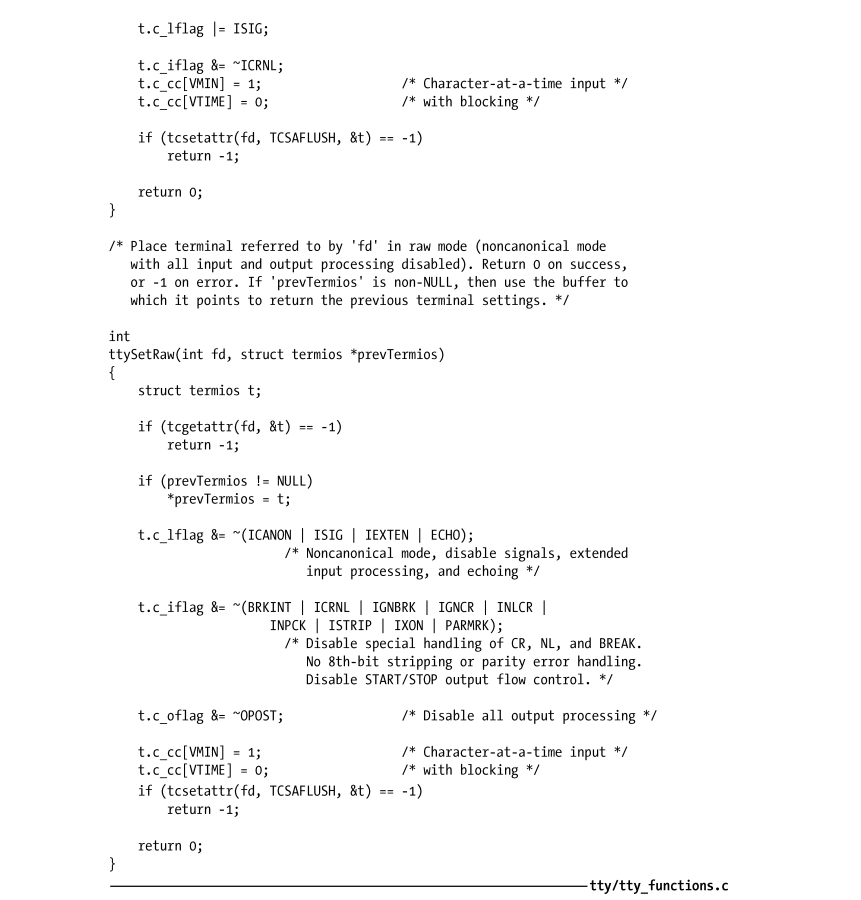 t.c_lflag |= ISIG;
t.c_iflag &= ~ICRNL;
t.c_cc[VMIN] = 1; /* Character-at-a-time input */
t.c_cc[VTIME] = 0; /* with blocking */
if (tcsetattr(fd, TCSAFLUSH, &t) == -1)
return -1;
return 0;
}
/* Place terminal referred to by 'fd' in raw mode (noncanonical mode
with all input and output processing disabled). Return 0 on success,
or -1 on error. If 'prevTermios' is non-NULL, then use the buffer to
which it points to return the previous terminal settings. */
int
ttySetRaw(int fd, struct termios *prevTermios)
{
struct termios t;
if (tcgetattr(fd, &t) == -1)
return -1;
if (prevTermios != NULL)
*prevTermios = t;
t.c_lflag &= ~(ICANON | ISIG | IEXTEN | ECHO);
/* Noncanonical mode, disable signals, extended
input processing, and echoing */
t.c_iflag &= ~(BRKINT | ICRNL | IGNBRK | IGNCR | INLCR |
INPCK | ISTRIP | IXON | PARMRK);
/* Disable special handling of CR, NL, and BREAK.
No 8th-bit stripping or parity error handling.
Disable START/STOP output flow control. */
t.c_oflag &= ~OPOST; /* Disable all output processing */
t.c_cc[VMIN] = 1; /* Character-at-a-time input */
t.c_cc[VTIME] = 0; /* with blocking */
if (tcsetattr(fd, TCSAFLUSH, &t) == -1)
return -1;
return 0;
}
tty/tty_functions.c